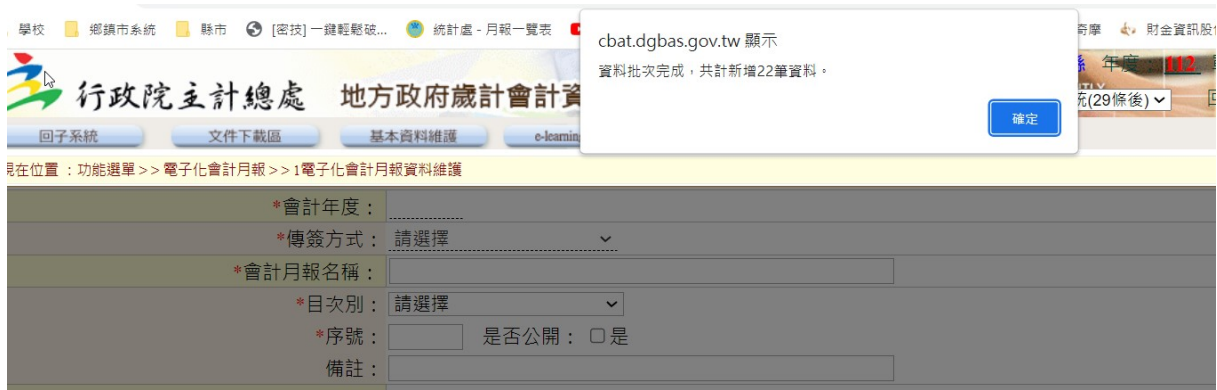 學校 鄉鎮市系統 縣市 [密技]一鍵輕鬆破... 統計處 - 月報一覽表
奇摩 財金資訊股
cbat.dgbas.gov.tw 顯示
資料批次完成，共計新增22筆資料。
確定
行政院主計總處 地方政府歲計會計資
年度：112
統(29條後)
回子系統 文件下載區 基本資料維護 e-learnin
現在位置：功能選單>>電子化會計月報>>1電子化會計月報資料維護
*會計年度：
*傳簽方式： 請選擇
*會計月報名稱：
*目次別： 請選擇
*序號： 是否公開： 是
備註：